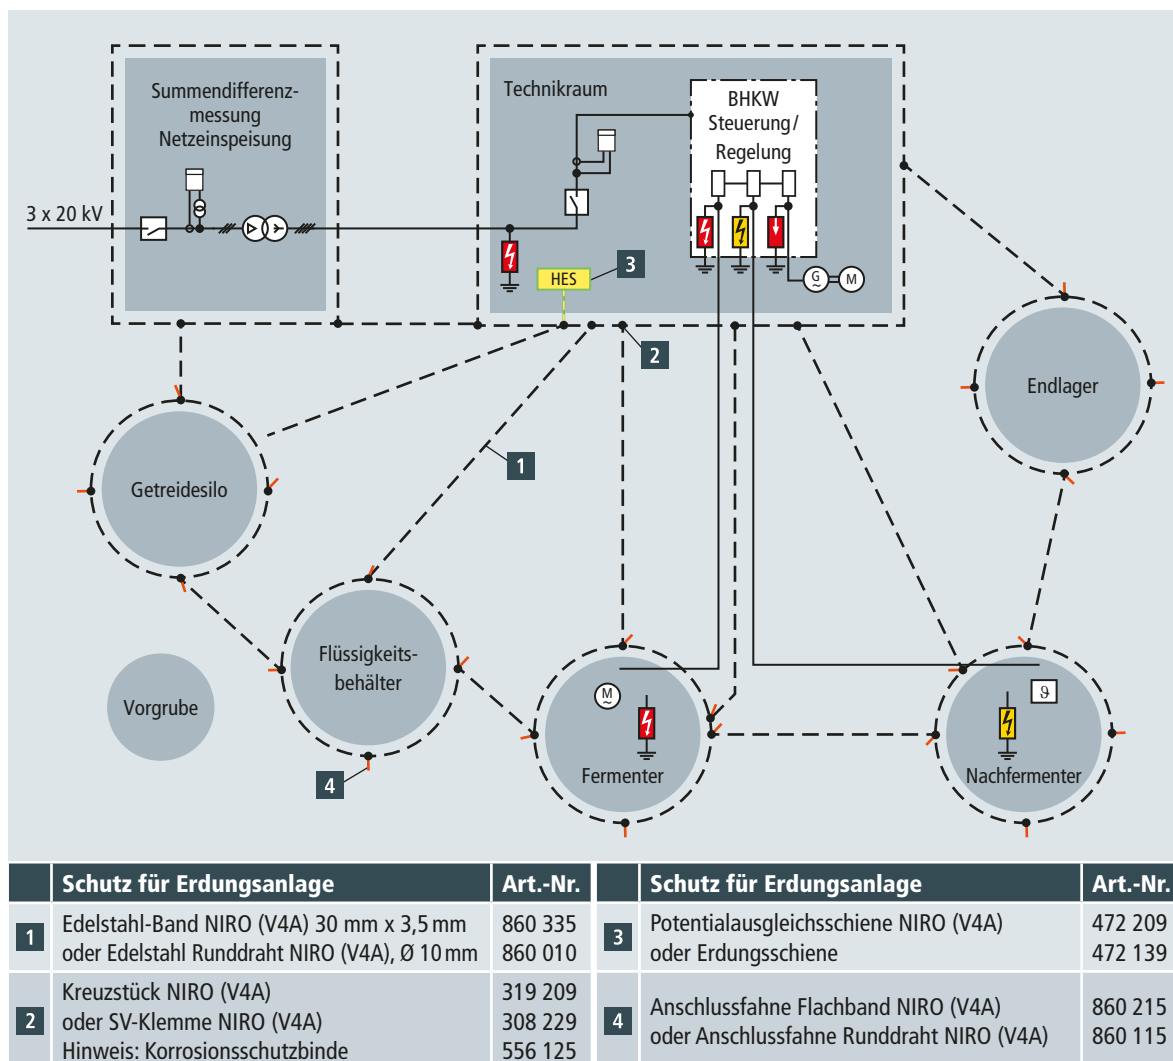 Summendifferenz-
messung
Netzeinspeisung
3 x 20 kV
Technikraum
BHKW
Steuerung/
Regelung
HES
3
G
~
M
2
Endlager
1
Getreidesilo
Flüssigkeits-
behälter
Vorgrube
4
M
~
Fermenter
ϑ
Nachfermenter
Schutz für Erdungsanlage
Art.-Nr.
1
Edelstahl-Band NIRO (V4A) 30 mm x 3,5 mm
860 335
oder Edelstahl Runddraht NIRO (V4A), Ø 10 mm
860 010
2
Kreuzstück NIRO (V4A)
319 209
oder SV-Klemme NIRO (V4A)
308 229
Hinweis: Korrosionsschutzbinde
556 125
Schutz für Erdungsanlage
Art.-Nr.
3
Potentialausgleichsschiene NIRO (V4A)
472 209
oder Erdungsschiene
472 139
4
Anschlussfahne Flachband NIRO (V4A)
860 215
oder Anschlussfahne Runddraht NIRO (V4A)
860 115